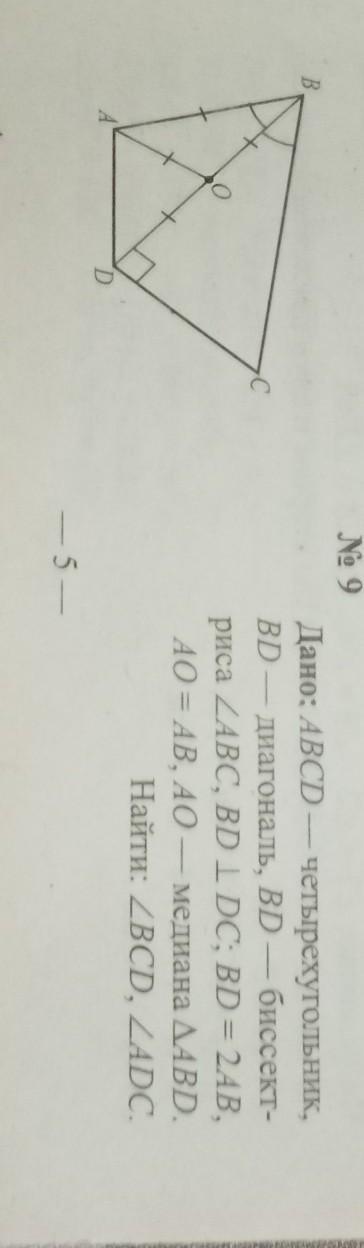 № 9
Дано: ABCD — четырехугольник,
BD — диагональ, BD — биссект-
риса ∠ABC, BD ⊥ DC; BD = 2AB,
AO = AB, AO — медиана ΔABD.
Найти: ∠BCD, ∠ADC.
B
A
O
D
C
— 5 —